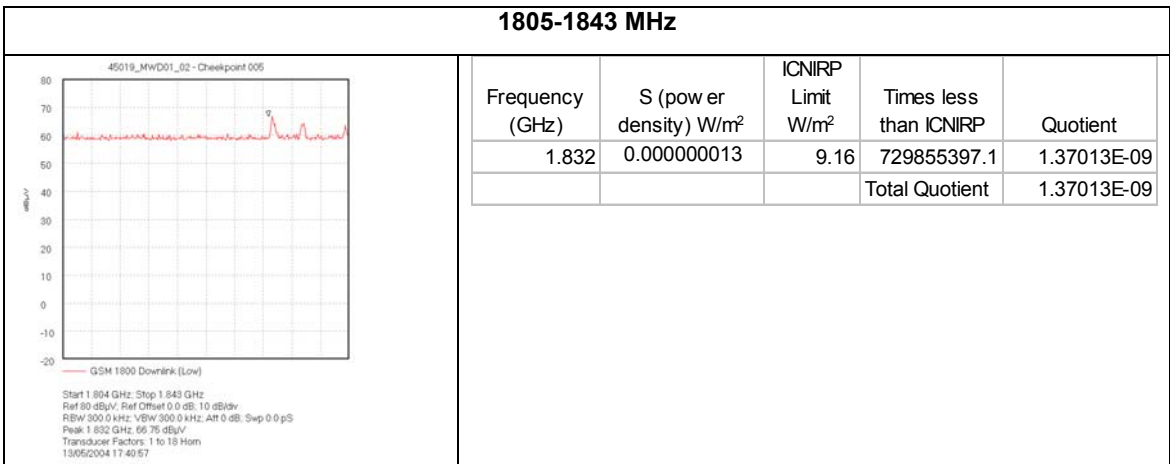 1805-1843 MHz
45019_MWD01_02 - Cheekpoint 005
80
70
60
50
40
30
20
10
0
-10
-20
dBµV
GSM 1800 Downlink (Low)
Start 1.804 GHz; Stop 1.843 GHz
Ref 80 dBµV; Ref Offset 0.0 dB; 10 dB/div
RBW 300.0 kHz; VBW 300.0 kHz; Att 0 dB; Swp 0.0 pS
Peak 1.832 GHz, 66.75 dBµV
Transducer Factors: 1 to 18 Horn
13/05/2004 17:40:57
Frequency (GHz) S (pow er density) W/m² ICNIRP Limit W/m² Times less than ICNIRP Quotient
1.832 0.000000013 9.16 729855397.1 1.37013E-09
Total Quotient 1.37013E-09